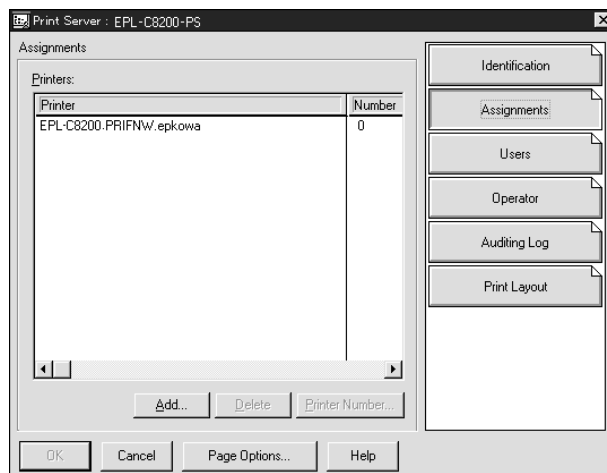 Print Server : EPL-C8200-PS
Assignments
Printers:
Printer Number
EPL-C8200.PRIFNW.epkowa 0
Add... Delete Printer Number...
OK Cancel Page Options... Help
Identification
Assignments
Users
Operator
Auditing Log
Print Layout